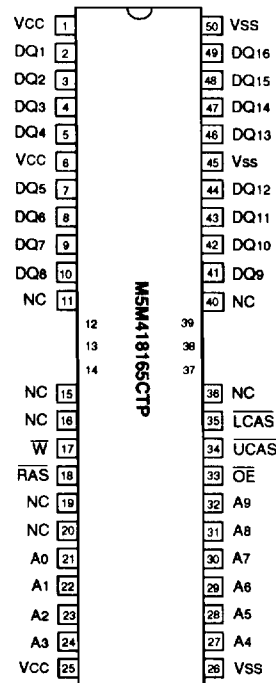 VCC 1 50 VSS
DQ1 2 49 DQ16
DQ2 3 48 DQ15
DQ3 4 47 DQ14
DQ4 5 46 DQ13
VCC 6 45 Vss
DQ5 7 44 DQ12
DQ6 8 43 DQ11
DQ7 9 42 DQ10
DQ8 10 41 DQ9
NC 11 40 NC
12 39
13 38
14 37
M5M418165CTP
NC 15 36 NC
NC 16 35 LCAS
W 17 34 UCAS
RAS 18 33 OE
NC 19 32 A9
NC 20 31 A8
A0 21 30 A7
A1 22 29 A6
A2 23 28 A5
A3 24 27 A4
VCC 25 26 VSS